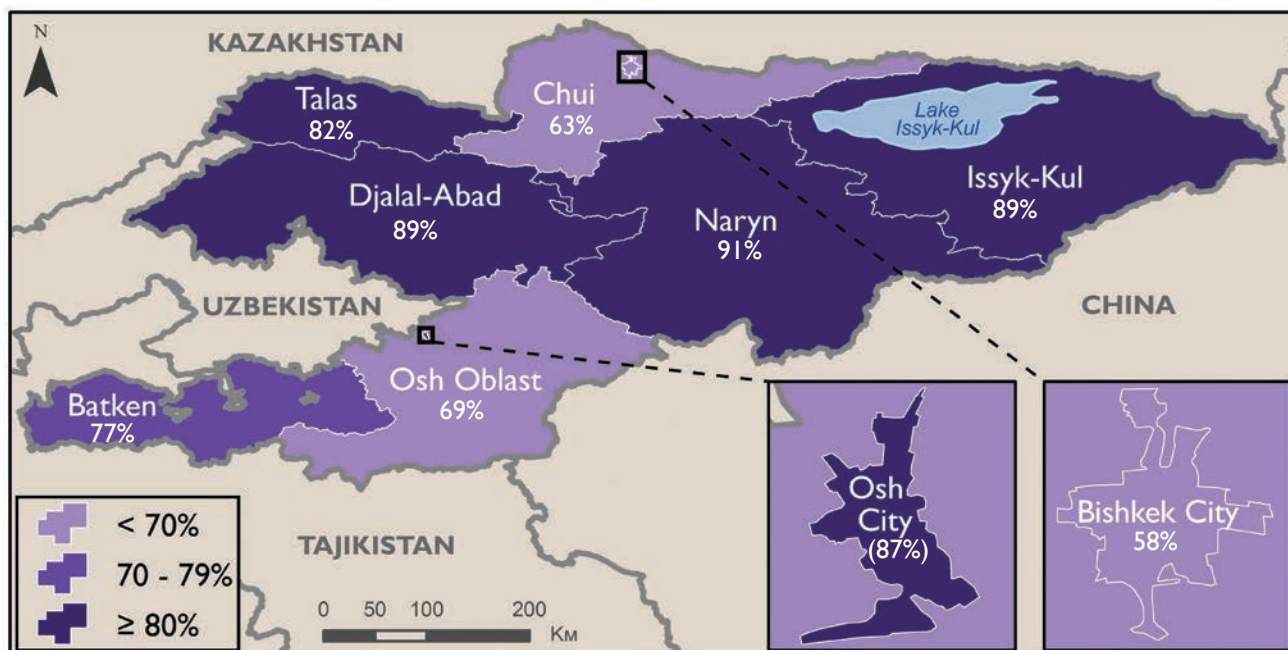 N
KAZAKHSTAN
Talas
82%
Chui
63%
Lake
Issyk-Kul
Djalal-Abad
89%
Naryn
91%
Issyk-Kul
89%
UZBEKISTAN
CHINA
Batken
77%
Osh Oblast
69%
TAJIKISTAN
< 70%
70 - 79%
≥ 80%
0 50 100 200
Km
Osh
City
(87%)
Bishkek City
58%